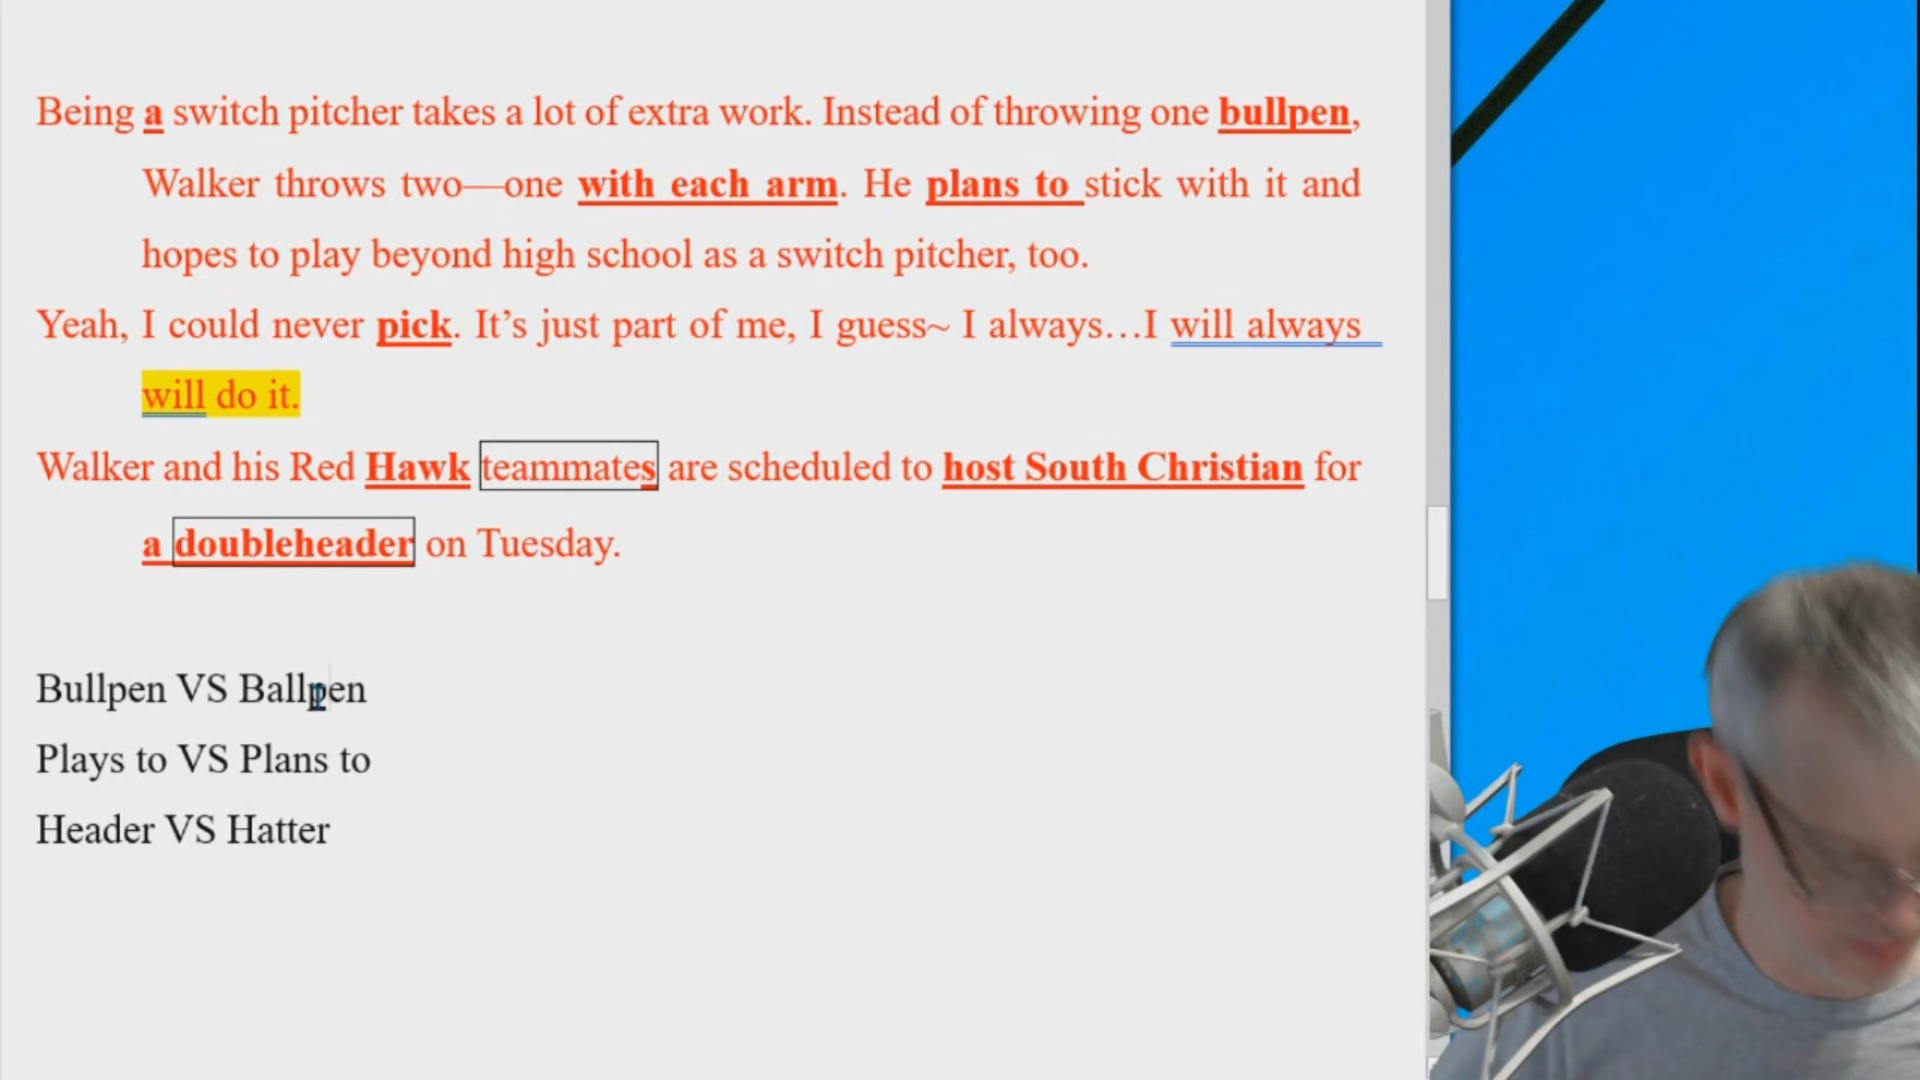 Being a switch pitcher takes a lot of extra work. Instead of throwing one bullpen,
Walker throws two—one with each arm. He plans to stick with it and
hopes to play beyond high school as a switch pitcher, too.
Yeah, I could never pick. It’s just part of me, I guess~ I always…I will always
will do it.
Walker and his Red Hawk teammates are scheduled to host South Christian for
a doubleheader on Tuesday.
Bullpen VS Ballpen
Plays to VS Plans to
Header VS Hatter